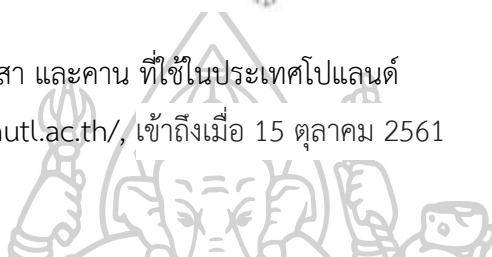 สา และคาน ที่ใช้ในประเทศโปแลนด์
utl.ac.th/, เข้าถึงเมื่อ 15 ตุลาคม 2561